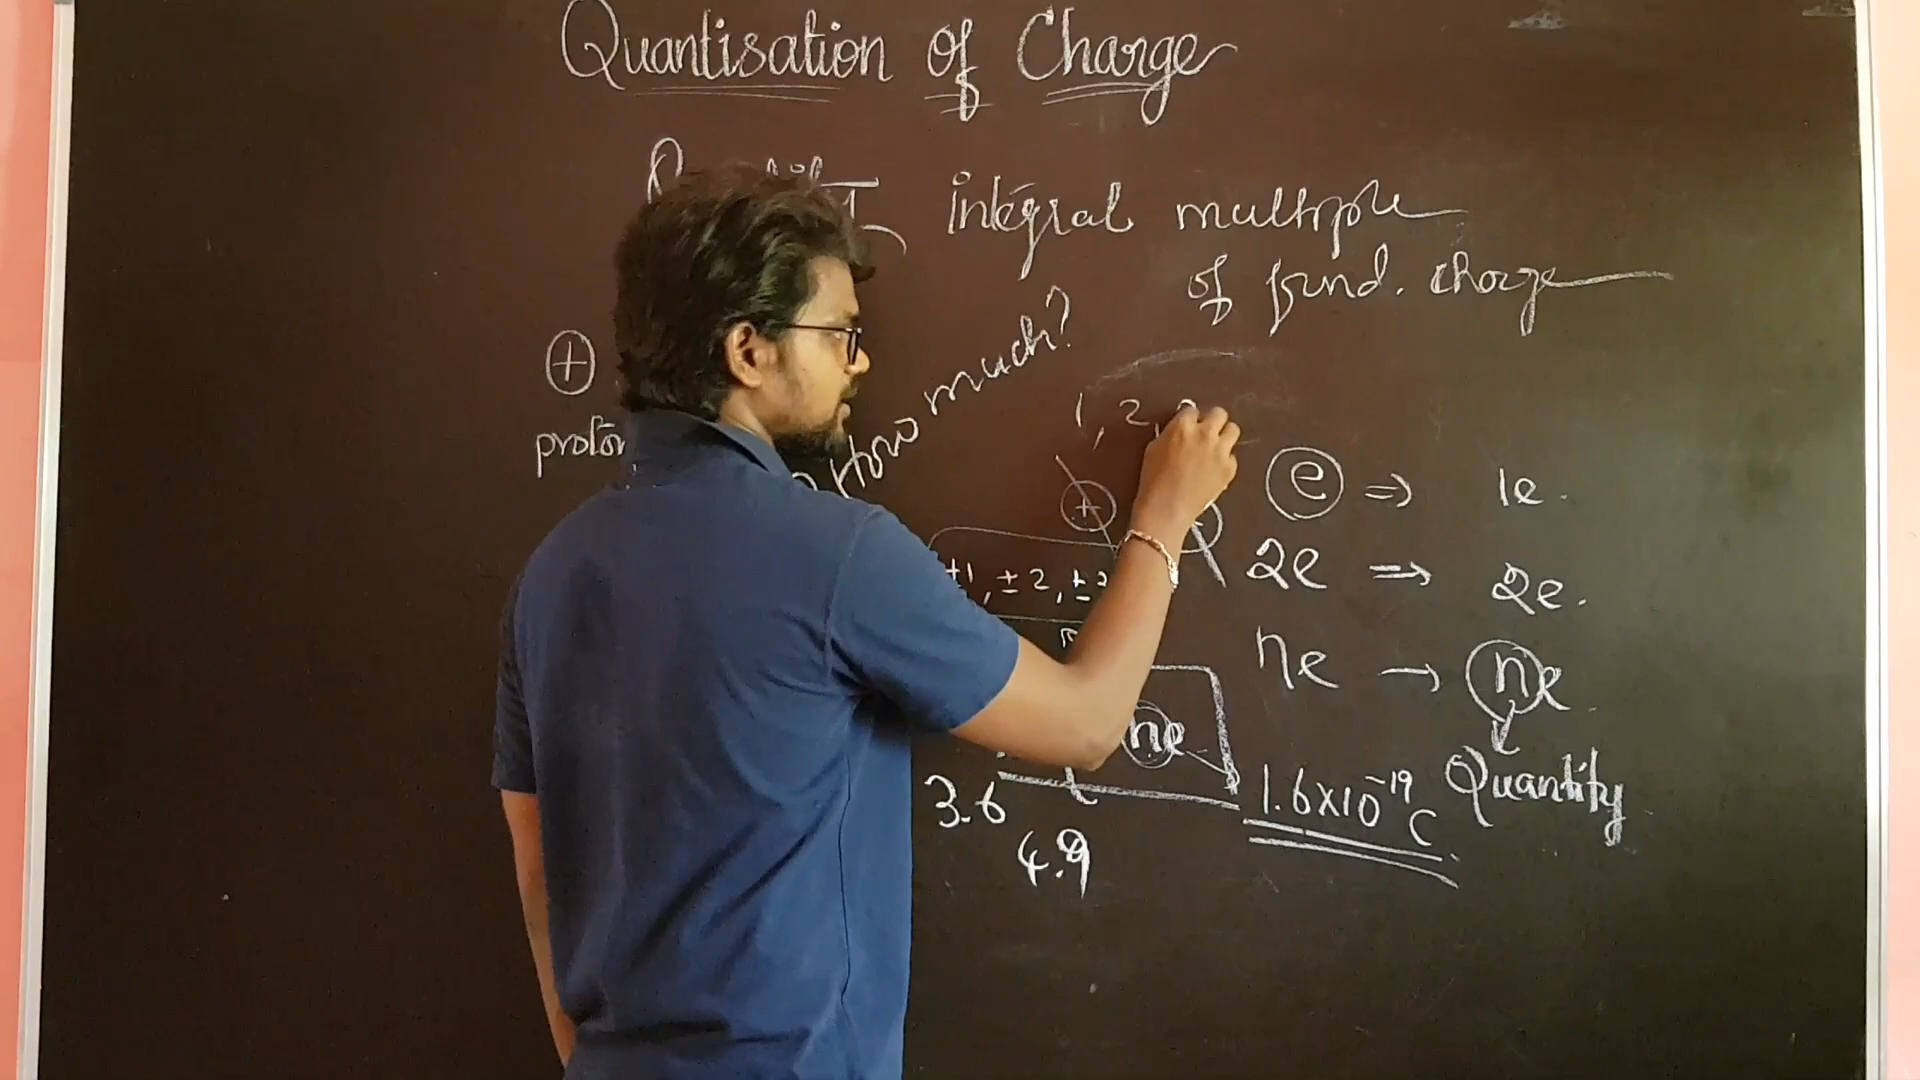 Quantisation of Charge
integral multiple
of fund. charge
How much?
+
proton
1, 2,
+
e ⇒ 1e.
±1, ±2, ±
2e ⇒ 2e.
ne → ne
ne
Quantity
1.6×10⁻¹⁹ C
3.6
4.9